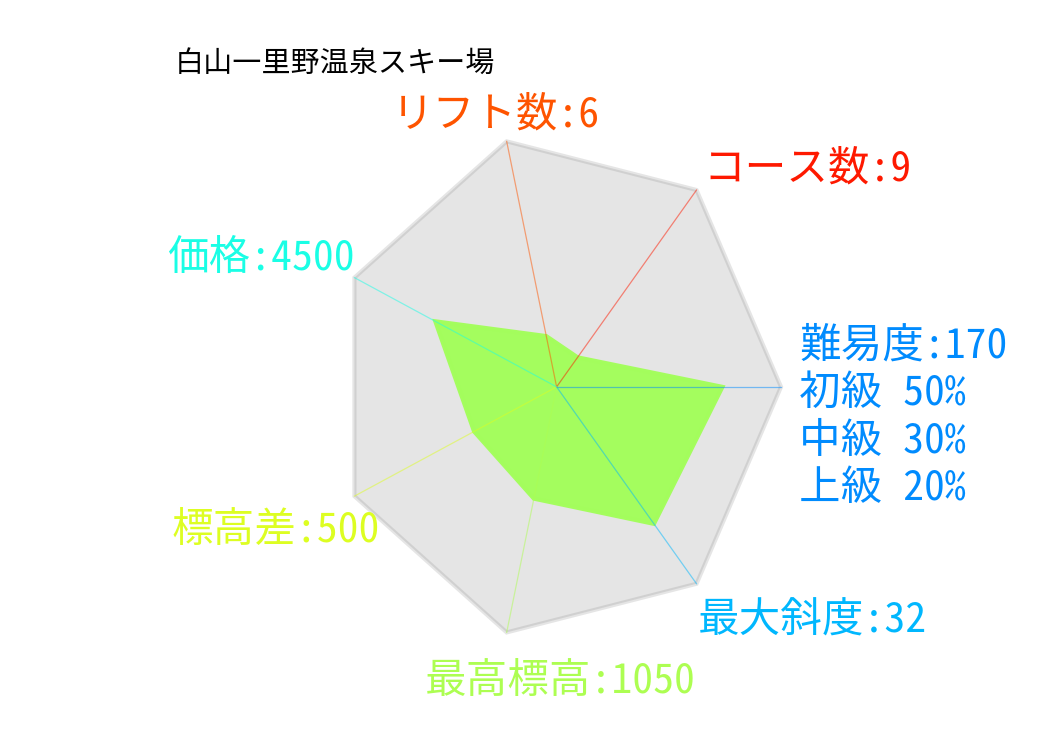 白山一里野温泉スキー場
リフト数:6
コース数:9
価格:4500
難易度:170
初級 50%
中級 30%
上級 20%
標高差:500
最大斜度:32
最高標高:1050